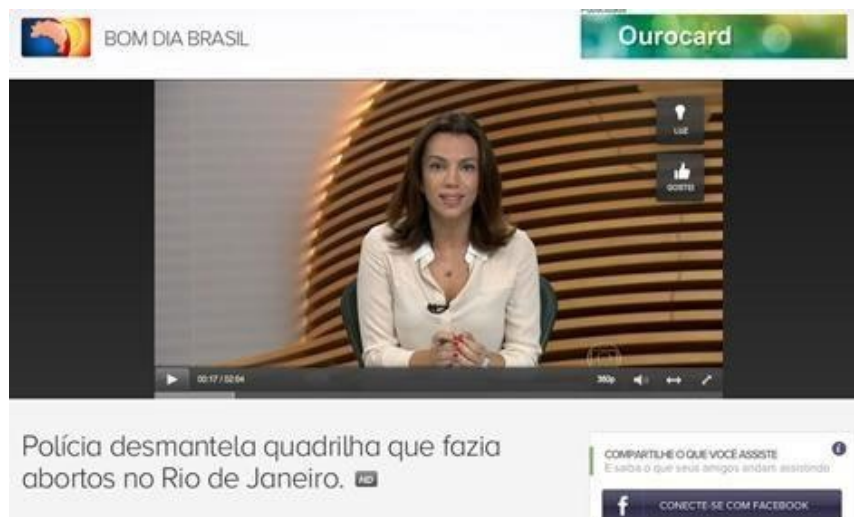 BOM DIA BRASIL
Ourocard
LUZ
GOSTEI
00:17 / 02:04
360p
Polícia desmantela quadrilha que fazia
abortos no Rio de Janeiro. HD
COMPARTILHE O QUE VOCÊ ASSISTE
E saiba o que seus amigos andam assistindo
f CONECTE-SE COM FACEBOOK